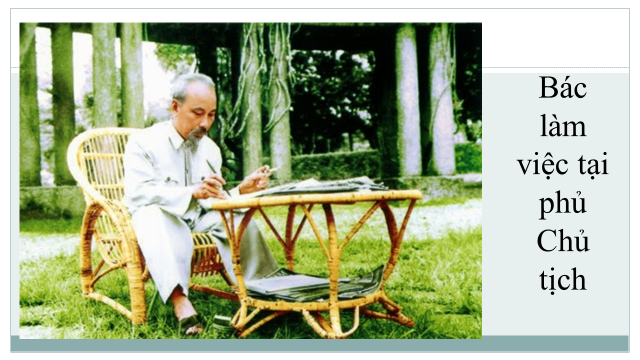 Bác
làm
việc tại
phủ
Chủ
tịch